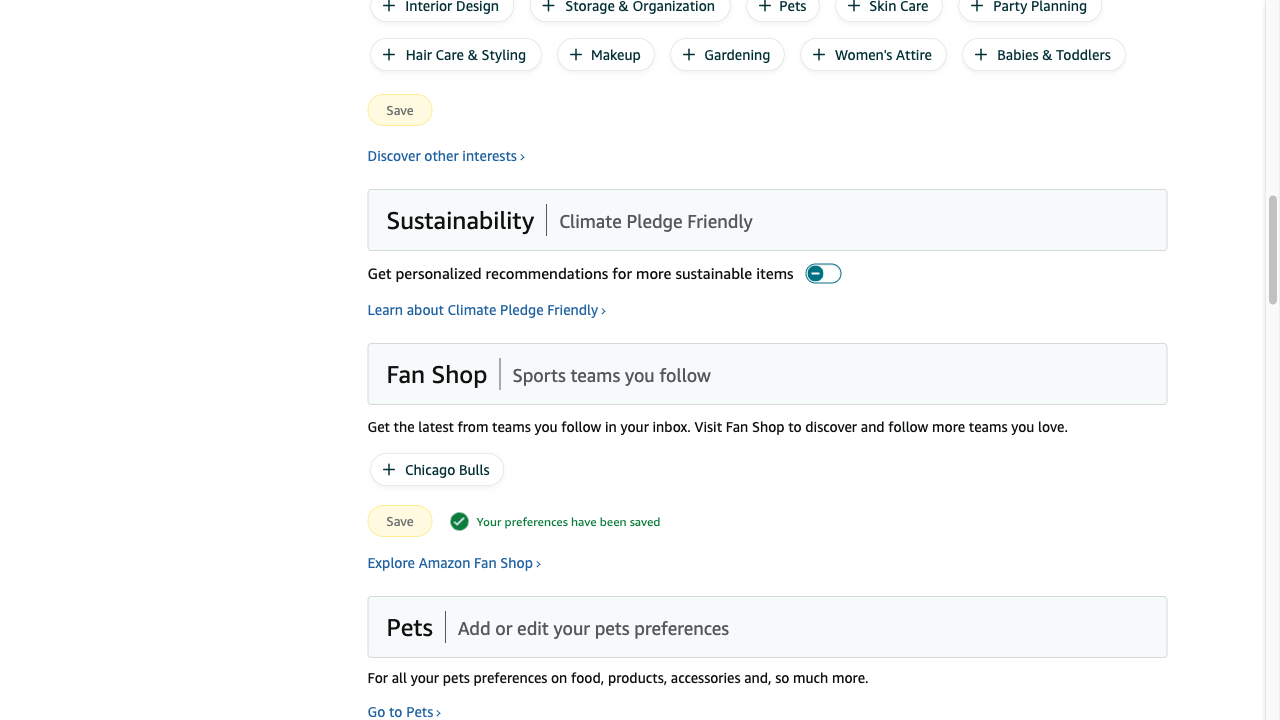 Interior Design Storage & Organization Pets Skin Care Party Planning
Hair Care & Styling Makeup Gardening Women's Attire Babies & Toddlers
Save
Discover other interests ›
Sustainability Climate Pledge Friendly
Get personalized recommendations for more sustainable items
Learn about Climate Pledge Friendly ›
Fan Shop Sports teams you follow
Get the latest from teams you follow in your inbox. Visit Fan Shop to discover and follow more teams you love.
Chicago Bulls
Save Your preferences have been saved
Explore Amazon Fan Shop ›
Pets Add or edit your pets preferences
For all your pets preferences on food, products, accessories and, so much more.
Go to Pets ›